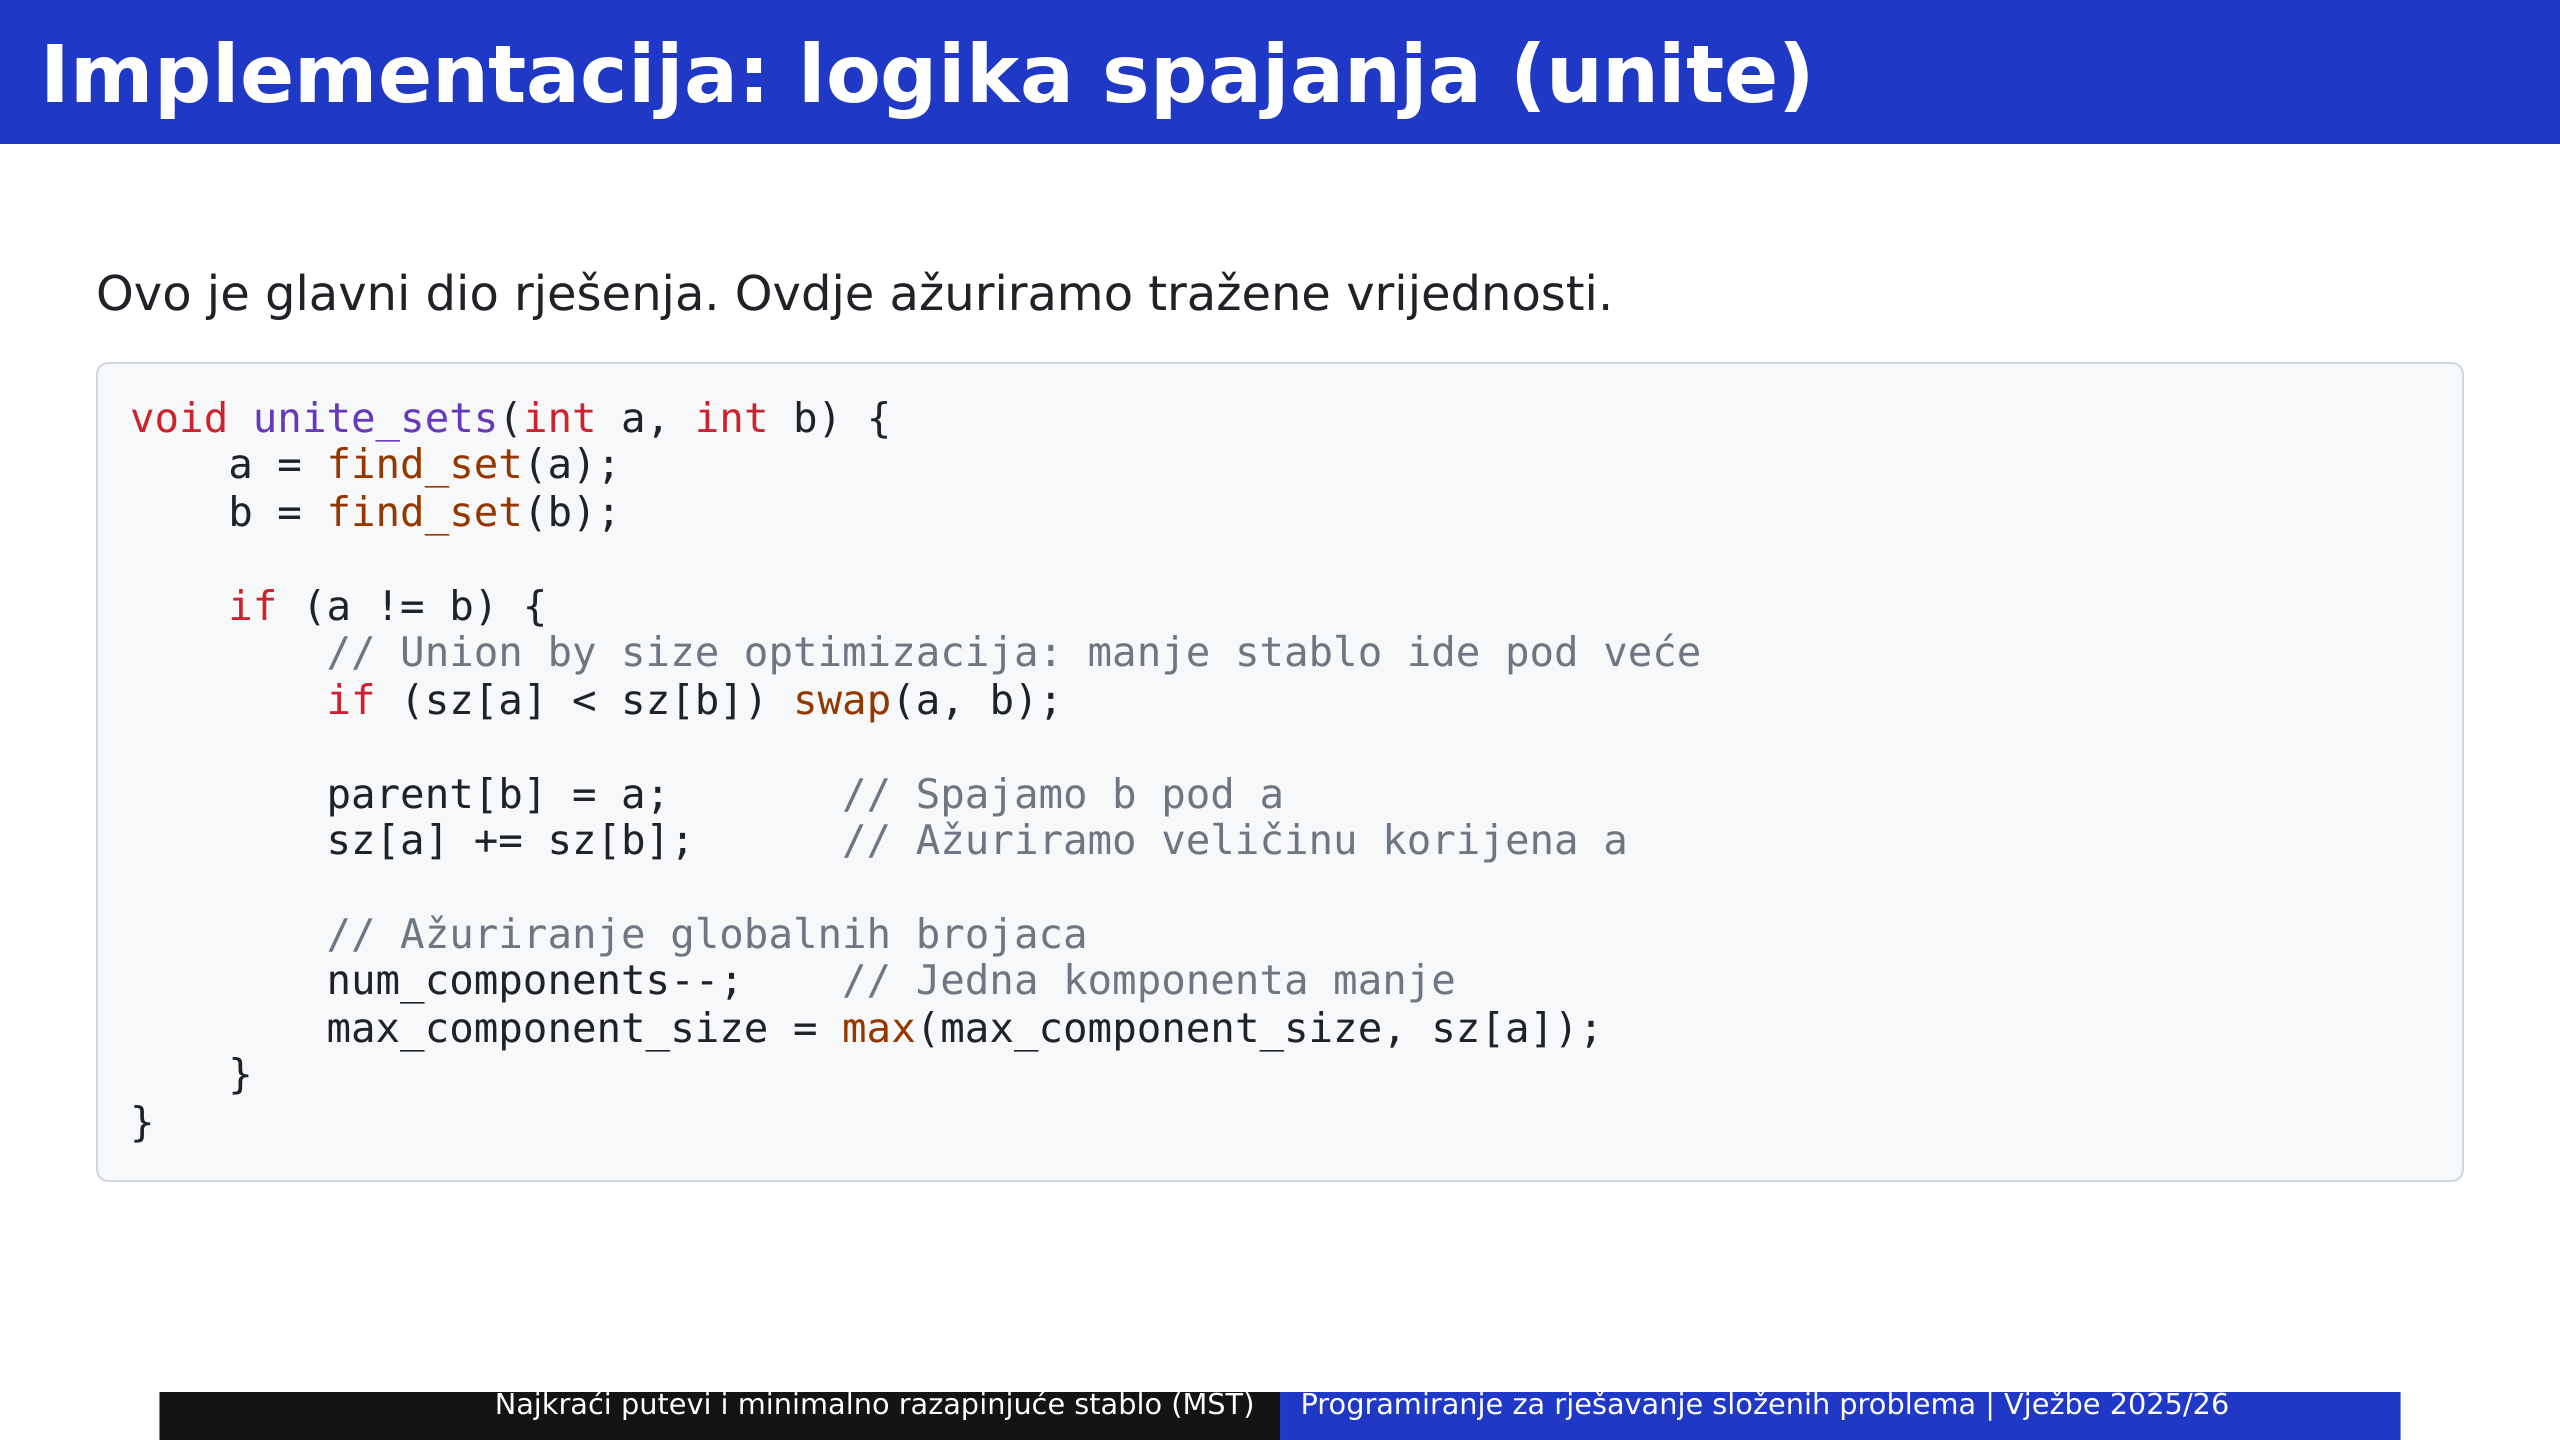 Implementacija: logika spajanja (unite)
Ovo je glavni dio rješenja. Ovdje ažuriramo tražene vrijednosti.
void unite_sets(int a, int b) {
    a = find_set(a);
    b = find_set(b);

    if (a != b) {
        // Union by size optimizacija: manje stablo ide pod veće
        if (sz[a] < sz[b]) swap(a, b);

        parent[b] = a;       // Spajamo b pod a
        sz[a] += sz[b];      // Ažuriramo veličinu korijena a

        // Ažuriranje globalnih brojaca
        num_components--;    // Jedna komponenta manje
        max_component_size = max(max_component_size, sz[a]);
    }
}
Najkraći putevi i minimalno razapinjuće stablo (MST)
Programiranje za rješavanje složenih problema | Vježbe 2025/26